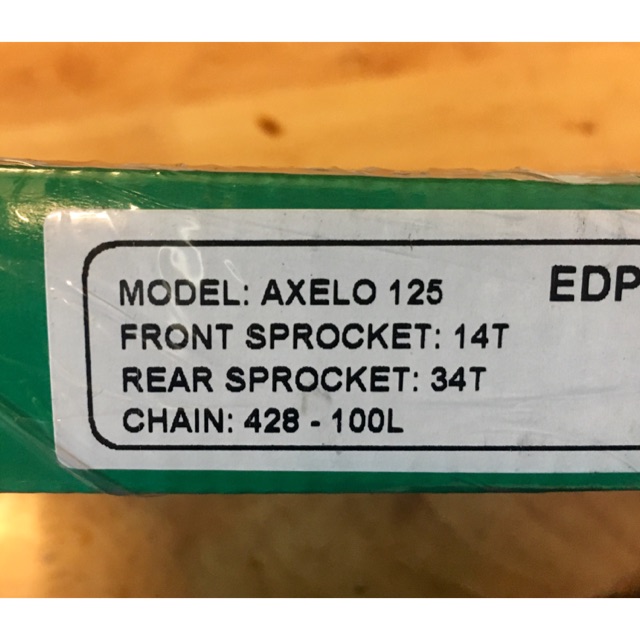 MODEL: AXELO 125 EDP
FRONT SPROCKET: 14T
REAR SPROCKET: 34T
CHAIN: 428 - 100L